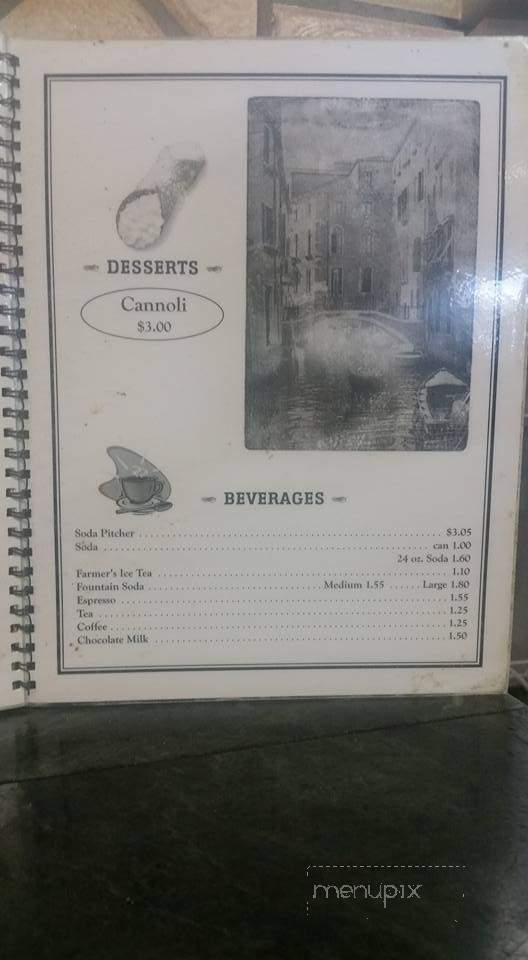 DESSERTS
Cannoli
$3.00
BEVERAGES
Soda Pitcher $3.05
Soda can 1.00
24 oz. Soda 1.60
Farmer's Ice Tea 1.10
Fountain Soda Medium 1.55 Large 1.80
Espresso 1.55
Tea 1.25
Coffee 1.25
Chocolate Milk 1.50
menupix